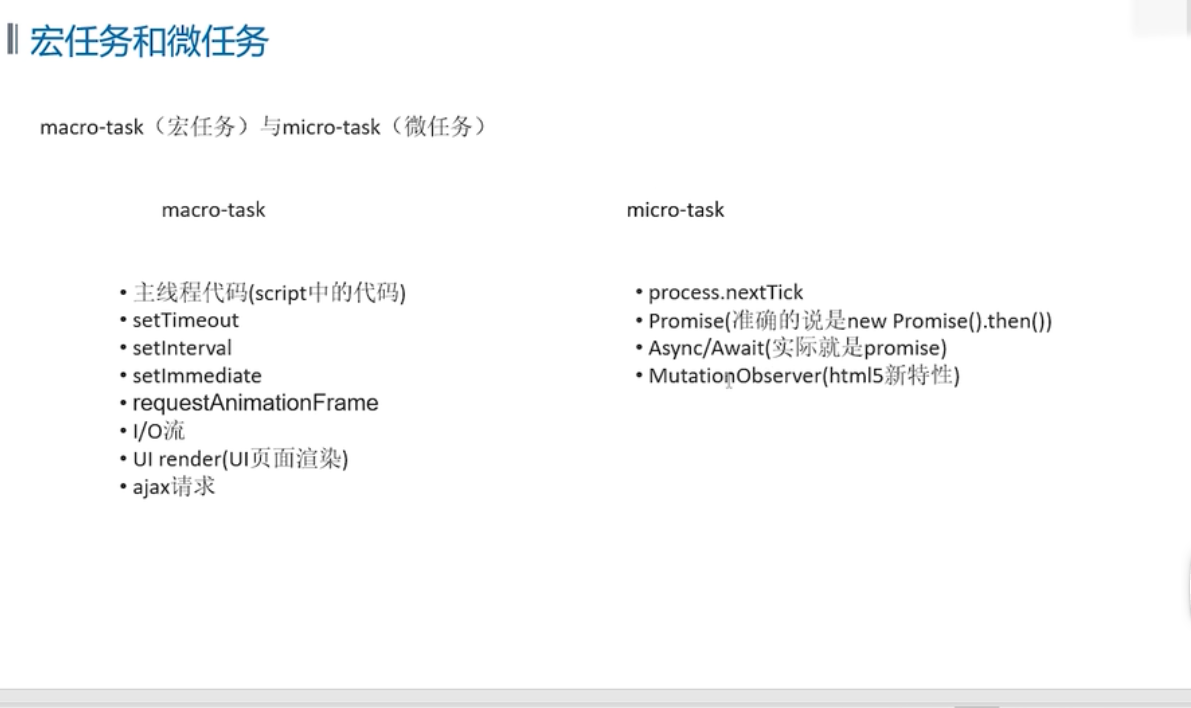 宏任务和微任务
macro-task（宏任务）与micro-task（微任务）
macro-task
micro-task
• 主线程代码(script中的代码)
• setTimeout
• setInterval
• setImmediate
• requestAnimationFrame
• I/O流
• UI render(UI页面渲染)
• ajax请求
• process.nextTick
• Promise(准确的说是new Promise().then())
• Async/Await(实际就是promise)
• MutationObserver(html5新特性)